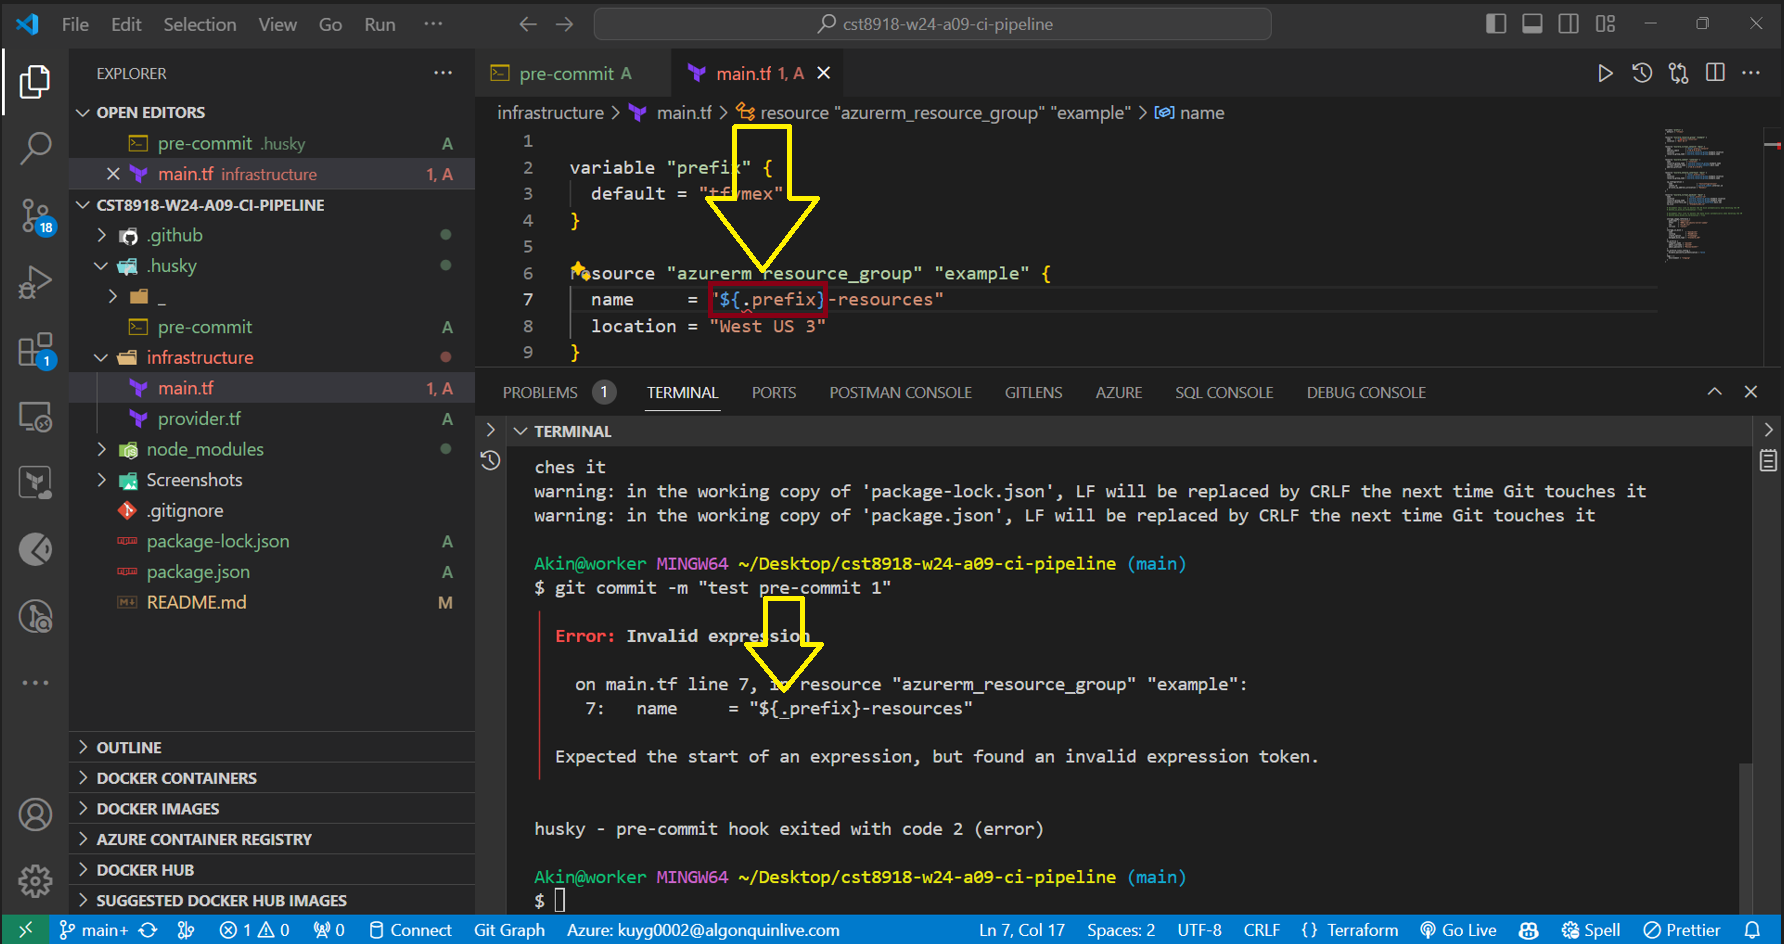 File Edit Selection View Go Run ···
cst8918-w24-a09-ci-pipeline
EXPLORER
OPEN EDITORS
pre-commit .husky A
main.tf infrastructure 1, A
CST8918-W24-A09-CI-PIPELINE
.github
.husky
_
pre-commit A
infrastructure
main.tf 1, A
provider.tf A
node_modules
Screenshots
.gitignore
package-lock.json A
package.json A
README.md M
OUTLINE
DOCKER CONTAINERS
DOCKER IMAGES
AZURE CONTAINER REGISTRY
DOCKER HUB
SUGGESTED DOCKER HUB IMAGES
18
1
pre-commit A
main.tf 1, A
infrastructure > main.tf > resource "azurerm_resource_group" "example" > name
1
2 variable "prefix" {
3 default = "tfvmex"
4 }
5
6 resource "azurerm_resource_group" "example" {
7 name = "${.prefix}-resources"
8 location = "West US 3"
9 }
PROBLEMS 1 TERMINAL PORTS POSTMAN CONSOLE GITLENS AZURE SQL CONSOLE DEBUG CONSOLE
TERMINAL
ches it
warning: in the working copy of 'package-lock.json', LF will be replaced by CRLF the next time Git touches it
warning: in the working copy of 'package.json', LF will be replaced by CRLF the next time Git touches it
Akin@worker MINGW64 ~/Desktop/cst8918-w24-a09-ci-pipeline (main)
$ git commit -m "test pre-commit 1"
Error: Invalid expression
on main.tf line 7, in resource "azurerm_resource_group" "example":
7: name = "${.prefix}-resources"
Expected the start of an expression, but found an invalid expression token.
husky - pre-commit hook exited with code 2 (error)
Akin@worker MINGW64 ~/Desktop/cst8918-w24-a09-ci-pipeline (main)
$
main+ 1 0 0 Connect Git Graph Azure: kuyg0002@algonquinlive.com Ln 7, Col 17 Spaces: 2 UTF-8 CRLF {} Terraform Go Live Spell Prettier